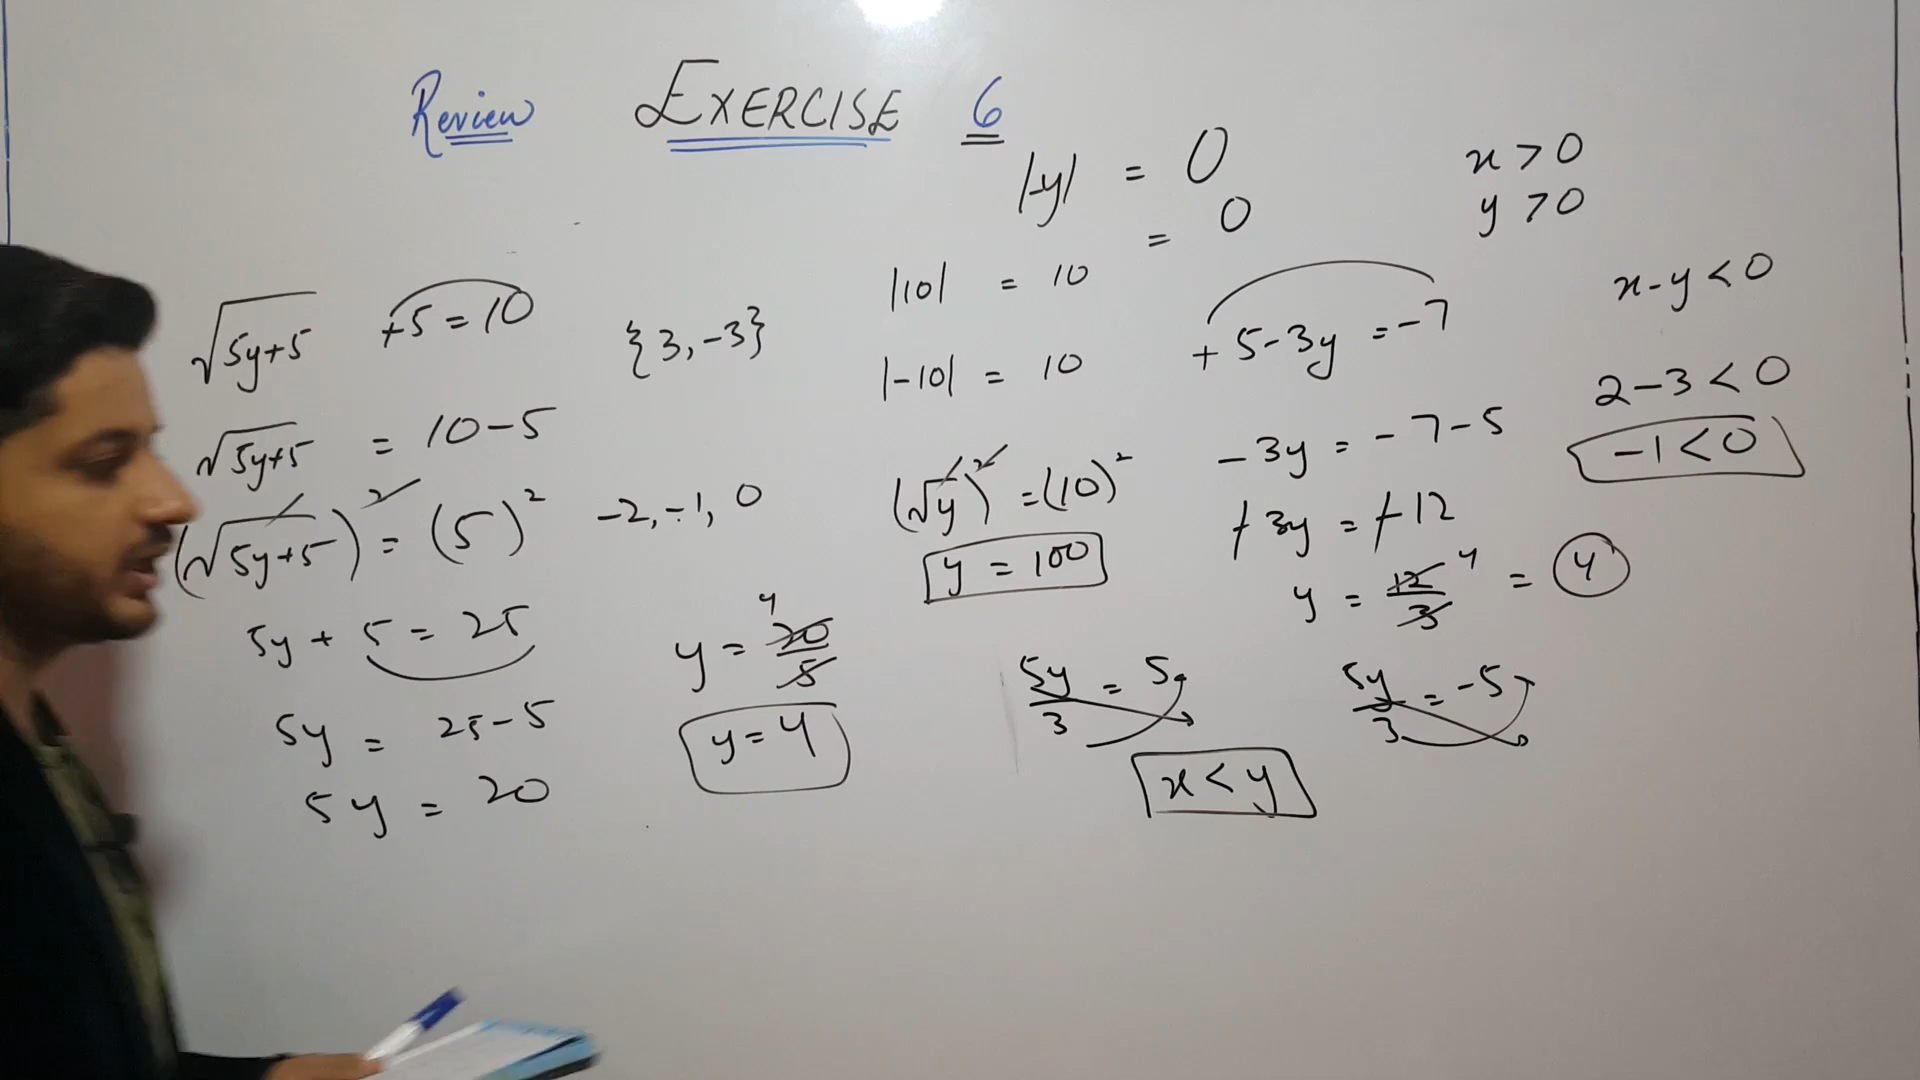 Review EXERCISE 6
|-y| = 0
= 0
x > 0
y > 0
√5y+5 +5 = 10
√5y+5 = 10-5
(√5y+5)² = (5)²
5y + 5 = 25
5y = 25-5
5y = 20
{3, -3}
-2, -1, 0
y = 20/5 4
y = 4
|10| = 10
|-10| = 10
(√y)² = (10)²
y = 100
+ 5-3y = -7
-3y = -7-5
+3y = +12
y = 12/3 4 = 4
5y/3 = 5
5y/3 = -5
x < y
x-y < 0
2-3 < 0
-1 < 0